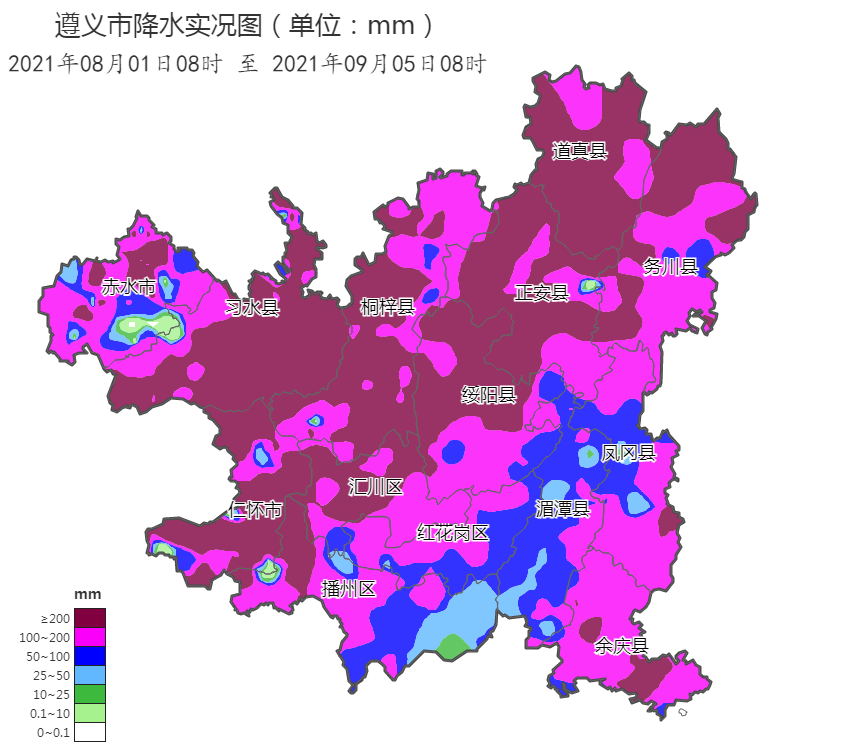 遵义市降水实况图（单位：mm）
2021年08月01日08时 至 2021年09月05日08时
道真县
务川县
赤水市
习水县
桐梓县
正安县
绥阳县
凤冈县
汇川区
仁怀市
湄潭县
红花岗区
播州区
余庆县
mm
≥200
100~200
50~100
25~50
10~25
0.1~10
0~0.1